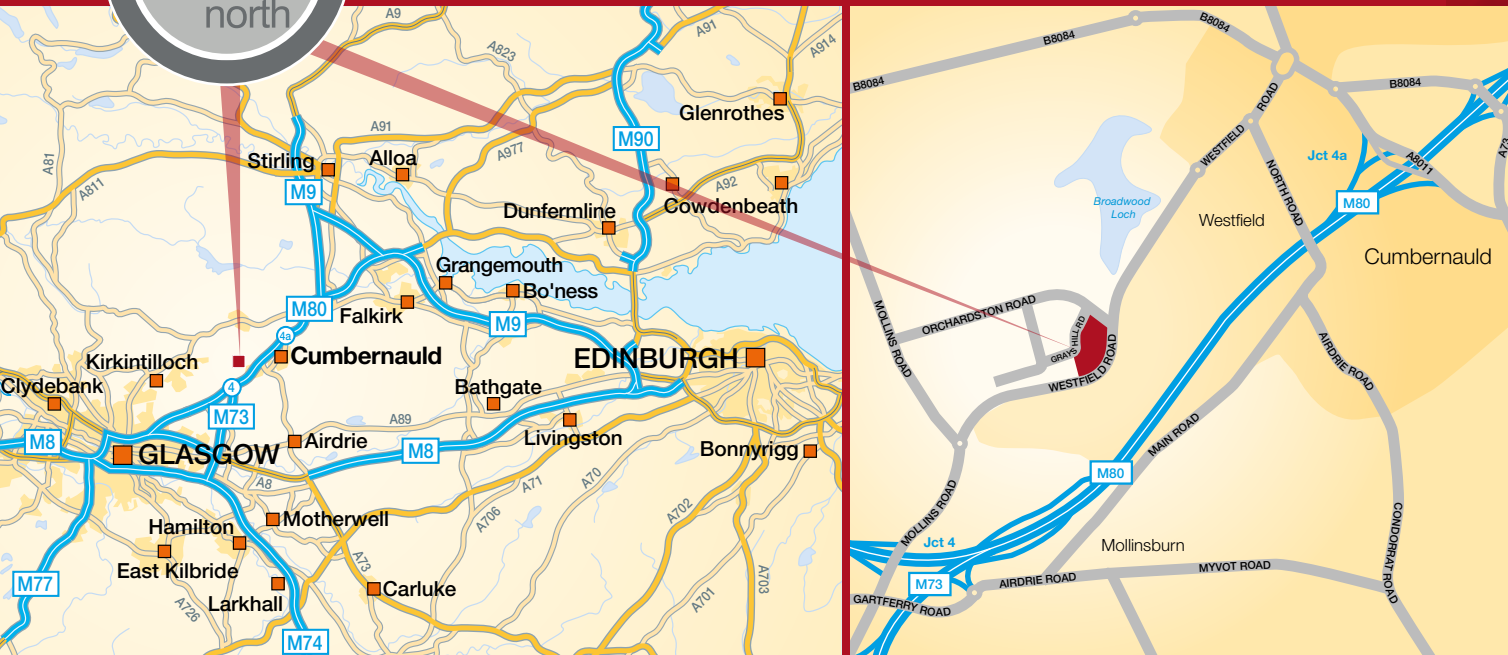 north
A9
A823
A91
A914
Glenrothes
M90
A91
A977
A81
A811
Stirling
Alloa
M9
A92
Cowdenbeath
Dunfermline
Grangemouth
Bo'ness
M80
Falkirk
M9
4a
Cumbernauld
EDINBURGH
Kirkintilloch
Clydebank
4
M73
Bathgate
A89
Livingston
M8
Airdrie
M8
GLASGOW
Bonnyrigg
A8
A71
A70
A706
A702
Motherwell
Hamilton
East Kilbride
A73
Carluke
M77
Larkhall
A726
A701
A703
M74
B8084
B8084
B8084
B8084
WESTFIELD ROAD
NORTH ROAD
Jct 4a
A8011
A73
M80
Broadwood
Loch
Westfield
Cumbernauld
MOLLINS ROAD
ORCHARDSTON ROAD
GRAYS HILL RD
WESTFIELD ROAD
AIRDRIE ROAD
MAIN ROAD
M80
MOLLINS ROAD
Jct 4
Mollinsburn
M73
AIRDRIE ROAD
MYVOT ROAD
CONDORRAT ROAD
GARTFERRY ROAD